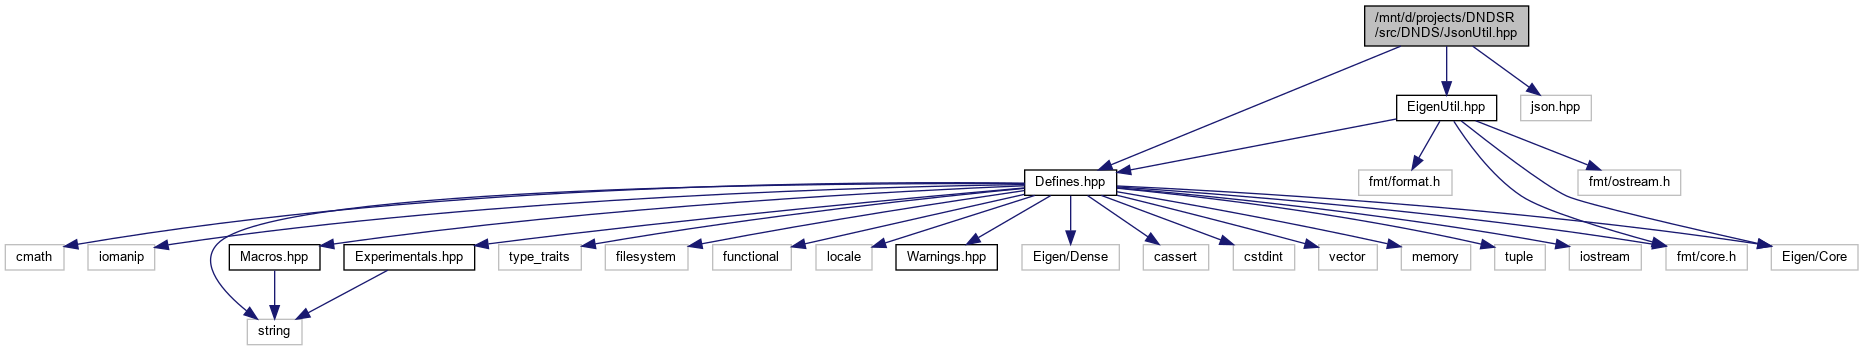 /mnt/d/projects/DNDSR
/src/DNDS/JsonUtil.hpp
EigenUtil.hpp
json.hpp
Defines.hpp
fmt/format.h
fmt/ostream.h
cmath
iomanip
Macros.hpp
Experimentals.hpp
type_traits
filesystem
functional
locale
Warnings.hpp
Eigen/Dense
cassert
cstdint
vector
memory
tuple
iostream
fmt/core.h
Eigen/Core
string